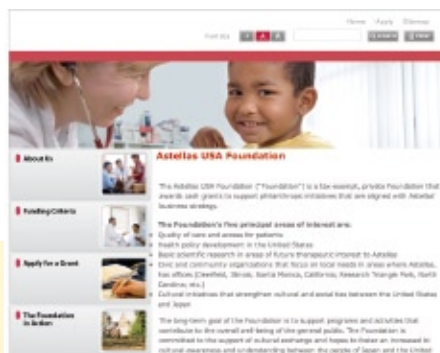 Home Apply Sitemap
Font Size A A A SEARCH PRINT
About Us
Funding Criteria
Apply for a Grant
The Foundation
in Action
Astellas USA Foundation
The Astellas USA Foundation ("Foundation") is a tax-exempt, private Foundation that
awards cash grants to support philanthropic initiatives that are aligned with Astellas'
business strategy.
The Foundation's five principal areas of interest are:
Quality of care and access for patients
Health policy development in the United States
Basic scientific research in areas of future therapeutic interest to Astellas
Civic and community organizations that focus on local needs in areas where Astellas
has offices (Deerfield, Illinois, Santa Monica, California, Research Triangle Park, North
Carolina, etc.)
Cultural initiatives that strengthen cultural and social ties between the United States
and Japan
The long-term goal of the Foundation is to support programs and activities that
contribute to the overall well-being of the general public. The Foundation is
committed to the support of cultural exchange and hopes to foster an increased
cultural awareness and understanding between the people of Japan and the United